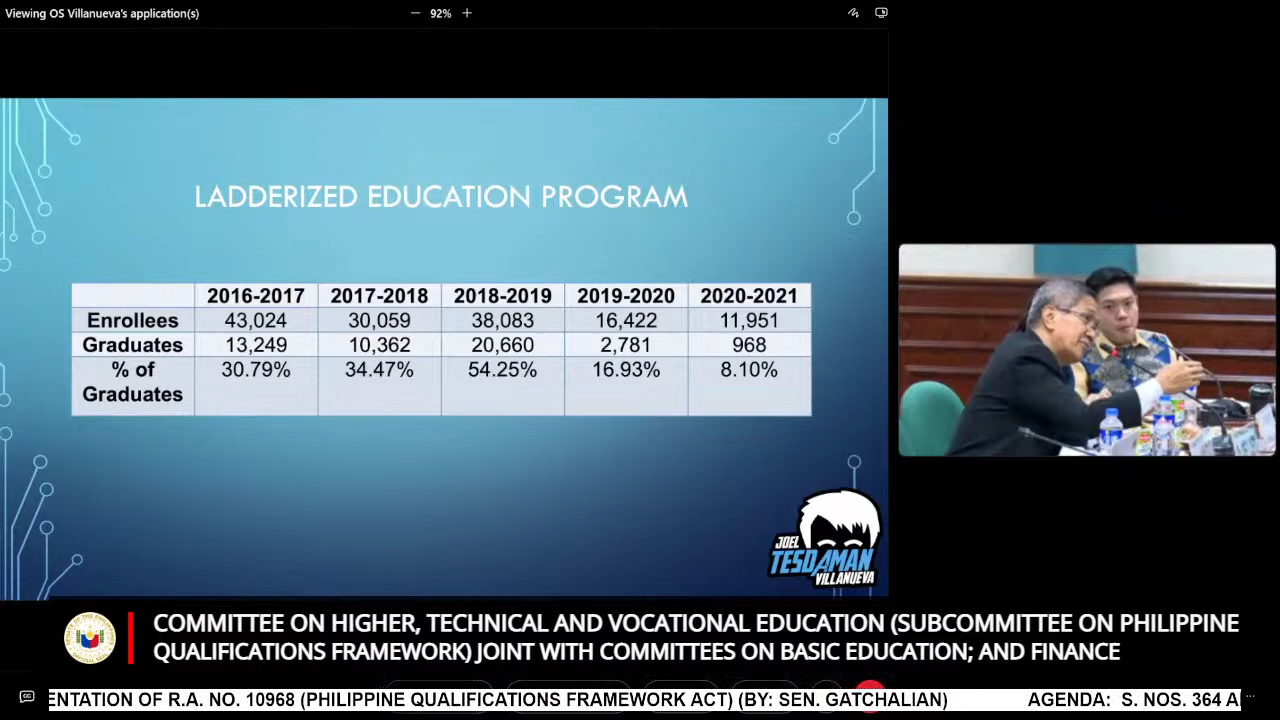 Viewing OS Villanueva's application(s)
92%
LADDERIZED EDUCATION PROGRAM
2016-2017 2017-2018 2018-2019 2019-2020 2020-2021
Enrollees 43,024 30,059 38,083 16,422 11,951
Graduates 13,249 10,362 20,660 2,781 968
% of 30.79% 34.47% 54.25% 16.93% 8.10%
Graduates
JOEL
TESDAMAN
VILLANUEVA
COMMITTEE ON HIGHER, TECHNICAL AND VOCATIONAL EDUCATION (SUBCOMMITTEE ON PHILIPPINE
QUALIFICATIONS FRAMEWORK) JOINT WITH COMMITTEES ON BASIC EDUCATION; AND FINANCE
CC
ENTATION OF R.A. NO. 10968 (PHILIPPINE QUALIFICATIONS FRAMEWORK ACT) (BY: SEN. GATCHALIAN) AGENDA: S. NOS. 364 A